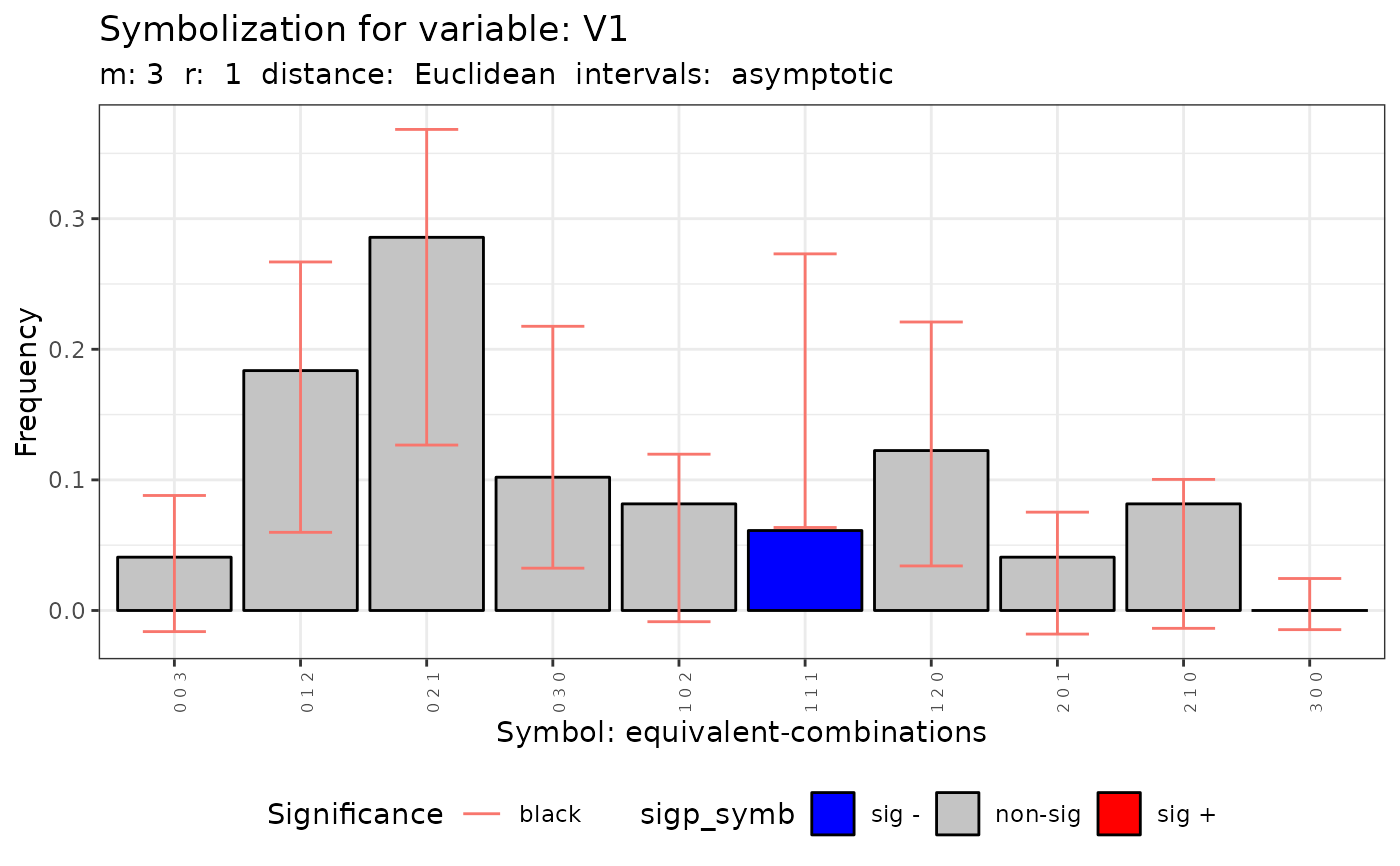 Symbolization for variable: V1
m: 3  r:  1  distance:  Euclidean  intervals:  asymptotic
Frequency
0.3
0.2
0.1
0.0
0 0 3
0 1 2
0 2 1
0 3 0
1 0 2
1 1 1
1 2 0
2 0 1
2 1 0
3 0 0
Symbol: equivalent-combinations
Significance black sigp_symb sig - non-sig sig +